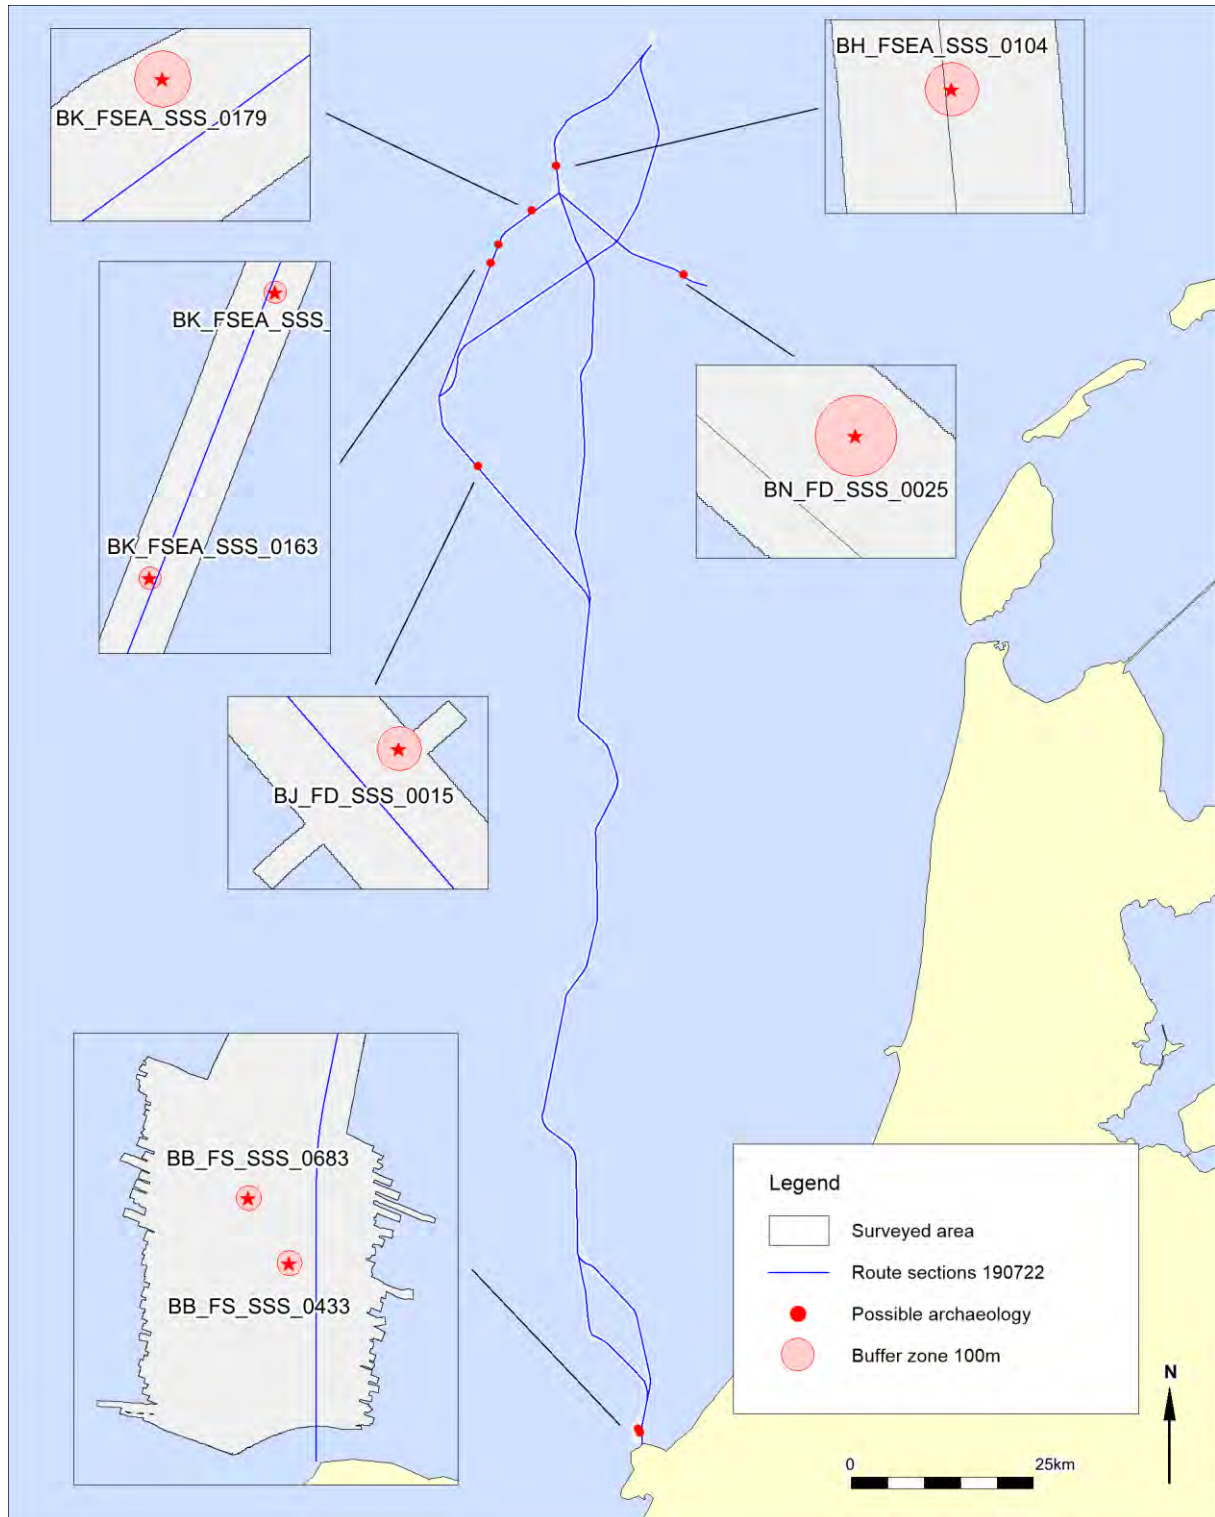 BH_FSEA_SSS_0104
BK_FSEA_SSS_0179
BK_FSEA_SSS_
BN_FD_SSS_0025
BK_FSEA_SSS_0163
BJ_FD_SSS_0015
BB_FS_SSS_0683
BB_FS_SSS_0433
Legend
Surveyed area
Route sections 190722
Possible archaeology
Buffer zone 100m
N
0 25km